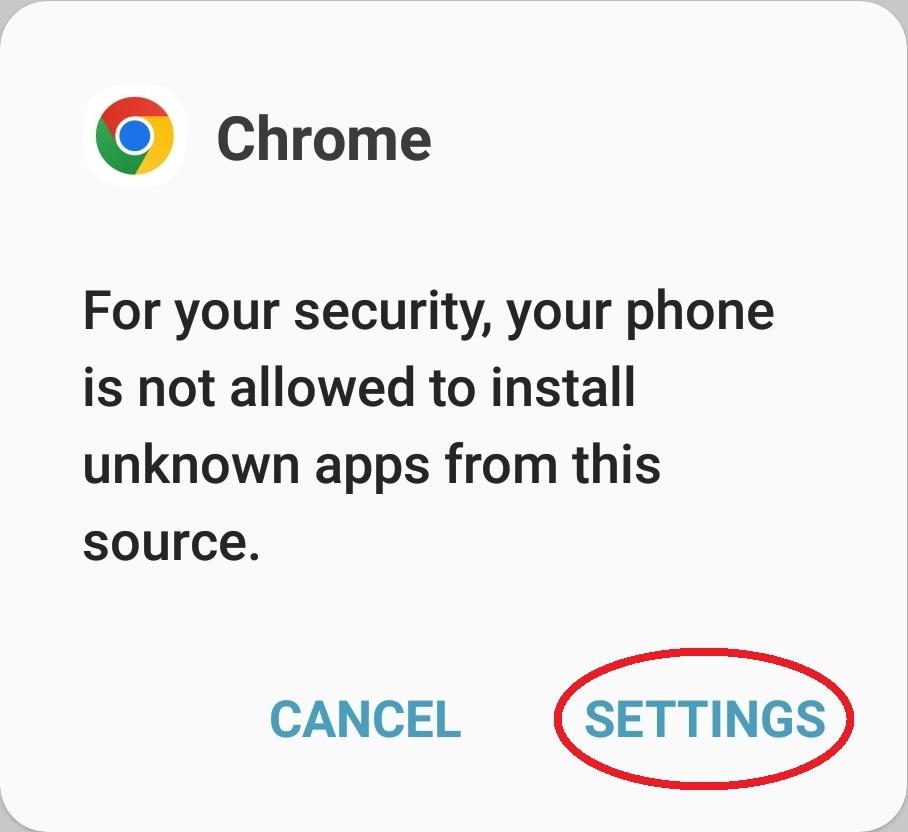 Chrome
For your security, your phone
is not allowed to install
unknown apps from this
source.
CANCEL SETTINGS